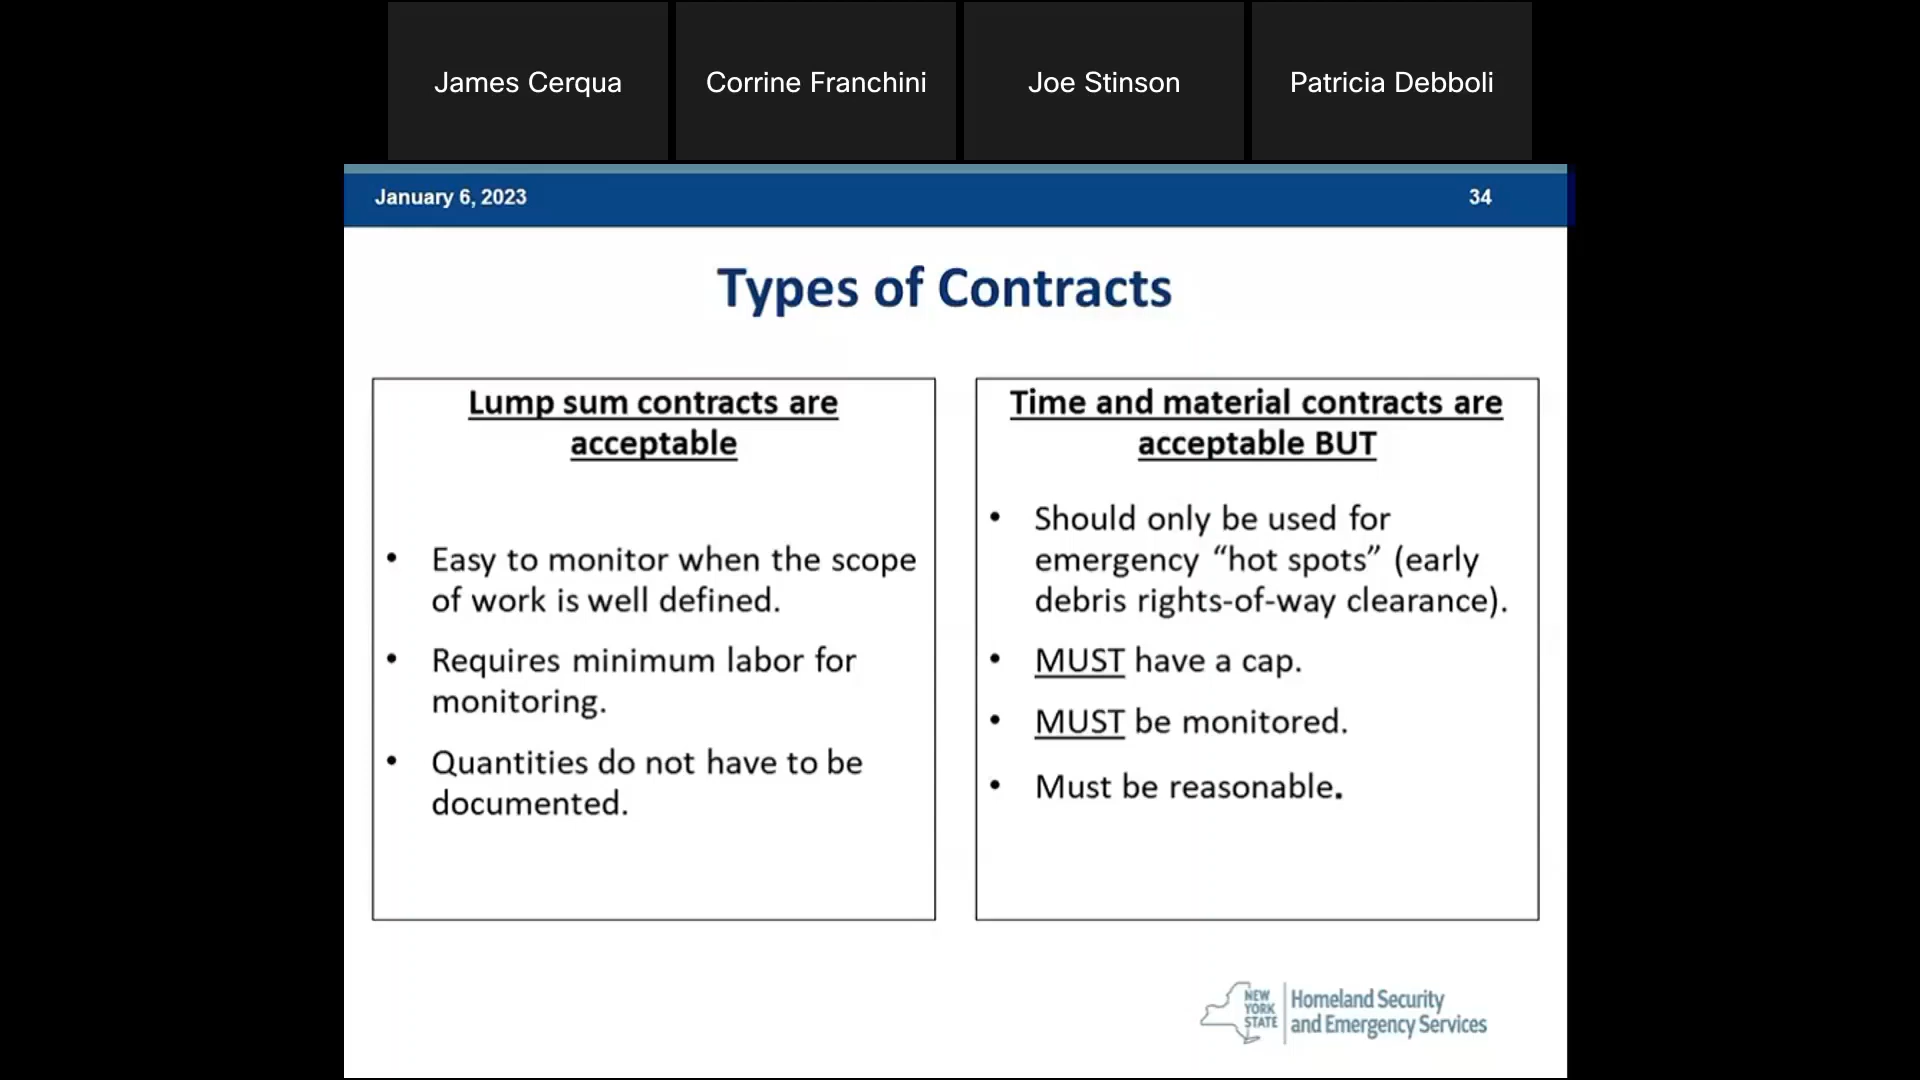 James Cerqua
Corrine Franchini
Joe Stinson
Patricia Debboli
January 6, 2023
34
Types of Contracts
Lump sum contracts are
acceptable
• Easy to monitor when the scope
of work is well defined.
• Requires minimum labor for
monitoring.
• Quantities do not have to be
documented.
Time and material contracts are
acceptable BUT
• Should only be used for
emergency “hot spots” (early
debris rights-of-way clearance).
• MUST have a cap.
• MUST be monitored.
• Must be reasonable.
NEW
YORK
STATE
Homeland Security
and Emergency Services